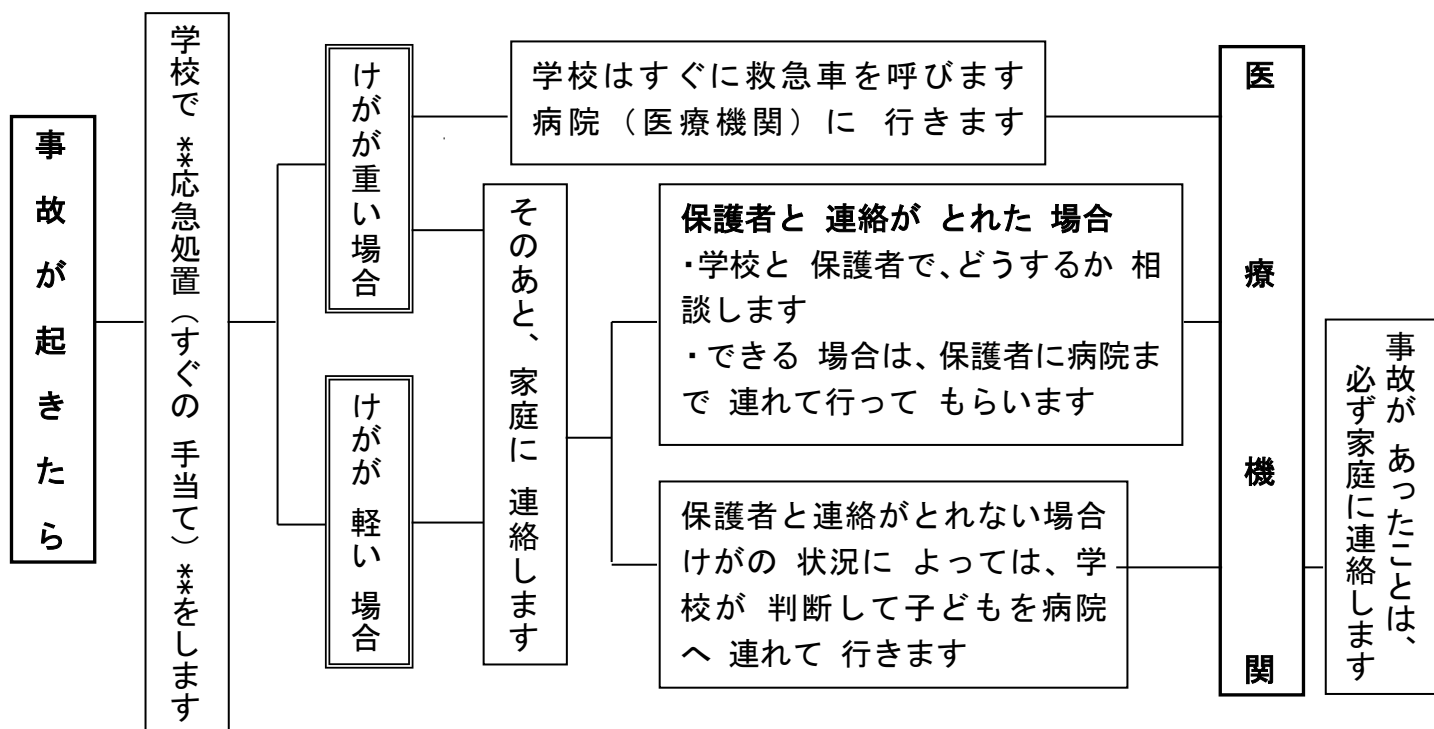 事故が起きたら
学校で **応急処置（すぐの 手当て）**をします
けがが重い場合
学校はすぐに救急車を呼びます
病院（医療機関）に 行きます
けがが 軽い 場合
そのあと、家庭に 連絡します
保護者と 連絡が とれた 場合
・学校と 保護者で、どうするか 相
談します
・できる 場合は、保護者に病院ま
で 連れて行って もらいます
保護者と連絡がとれない場合
けがの 状況に よっては、学
校が 判断して子どもを病院
へ 連れて 行きます
医療機関
事故が あったことは、
必ず家庭に連絡します